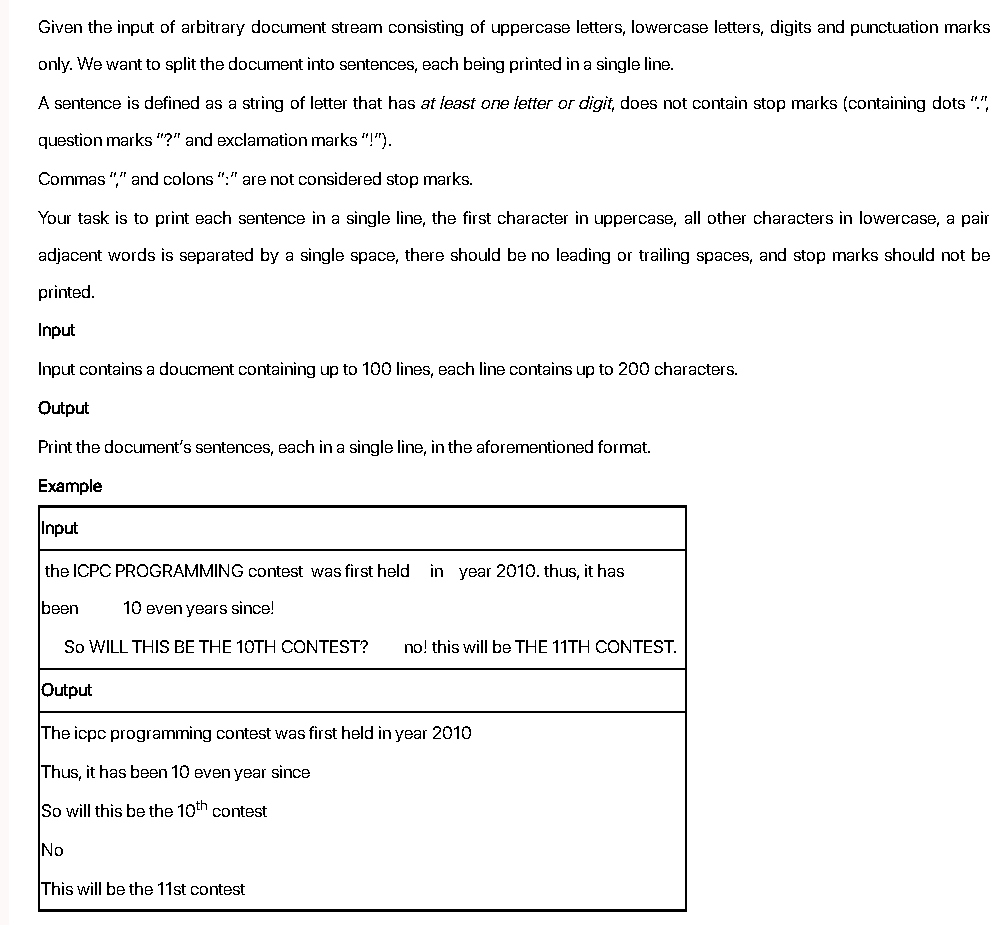 Given the input of arbitrary document stream consisting of uppercase letters, lowercase letters, digits and punctuation marks
only. We want to split the document into sentences, each being printed in a single line.
A sentence is defined as a string of letter that has at least one letter or digit, does not contain stop marks (containing dots ".",
question marks "?" and exclamation marks "!").
Commas "," and colons ":" are not considered stop marks.
Your task is to print each sentence in a single line, the first character in uppercase, all other characters in lowercase, a pair
adjacent words is separated by a single space, there should be no leading or trailing spaces, and stop marks should not be
printed.
Input
Input contains a doucment containing up to 100 lines, each line contains up to 200 characters.
Output
Print the document's sentences, each in a single line, in the aforementioned format.
Example
Input
the ICPC PROGRAMMING contest was first held in year 2010. thus, it has
been 10 even years since!
So WILL THIS BE THE 10TH CONTEST? no! this will be THE 11TH CONTEST.
Output
The icpc programming contest was first held in year 2010
Thus, it has been 10 even year since
So will this be the 10th contest
No
This will be the 11st contest